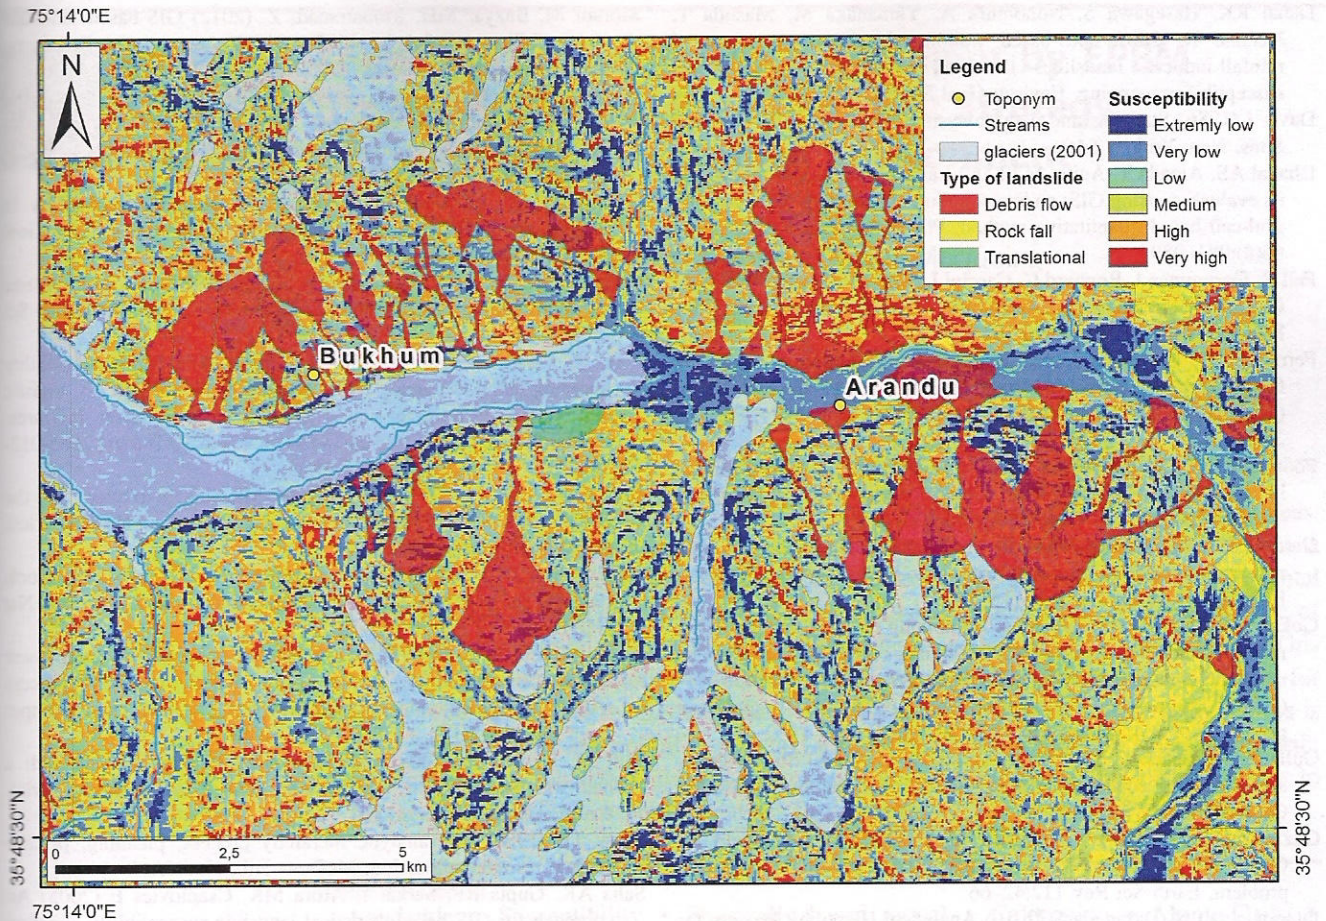 75°14'0"E
N
Legend
Toponym
Streams
glaciers (2001)
Type of landslide
Debris flow
Rock fall
Translational
Susceptibility
Extremly low
Very low
Low
Medium
High
Very high
Bukhum
Arandu
0 2,5 5
km
35°48'30"N
35°48'30"N
75°14'0"E